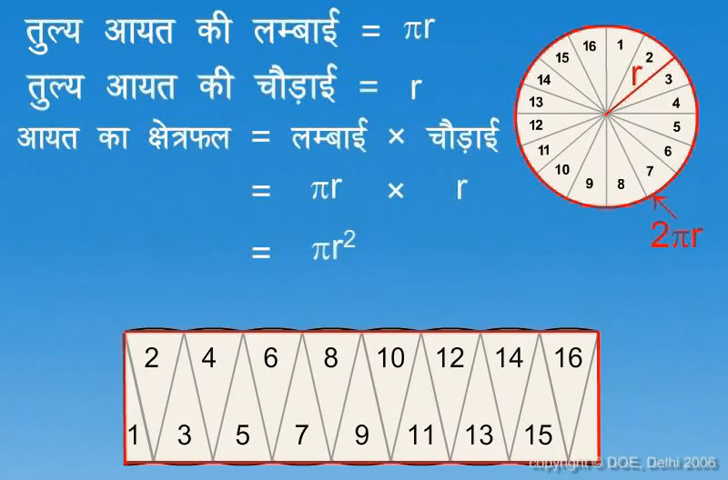 तुल्य आयत की लम्बाई = πr
तुल्य आयत की चौड़ाई = r
आयत का क्षेत्रफल = लम्बाई × चौड़ाई
= πr × r
= πr²
16 1
15 2
r
14 3
13 4
12 5
11 6
10 7
9 8
2πr
2 4 6 8 10 12 14 16
1 3 5 7 9 11 13 15
copyright © DOE, Delhi 2006